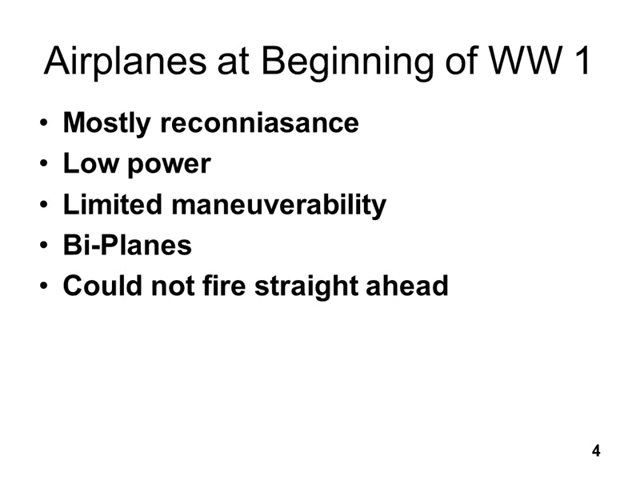 Airplanes at Beginning of WW 1
• Mostly reconniasance
• Low power
• Limited maneuverability
• Bi-Planes
• Could not fire straight ahead
4